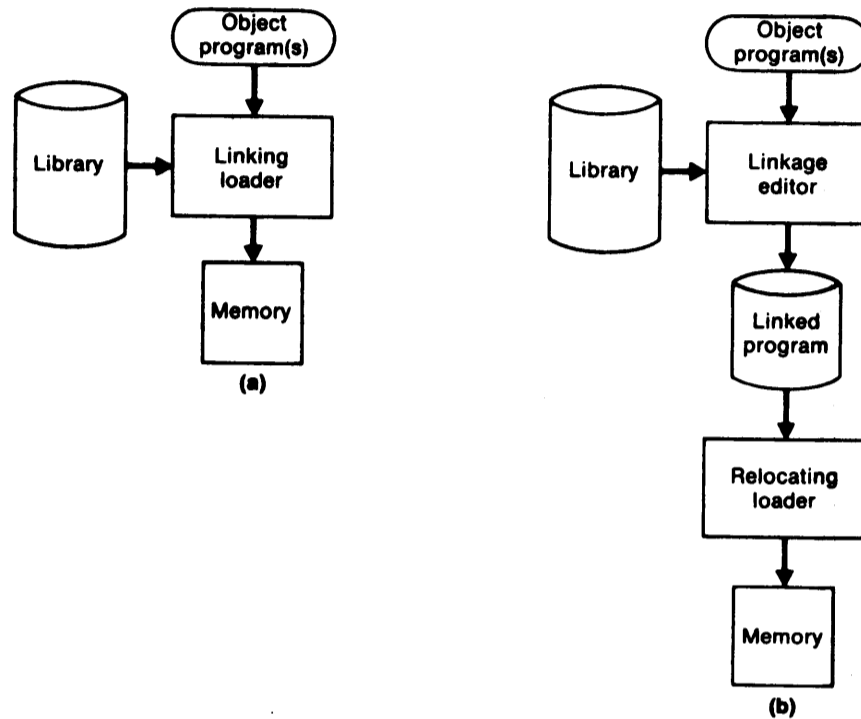 Object
program(s)
Library
Linking
loader
Memory
(a)
Object
program(s)
Library
Linkage
editor
Linked
program
Relocating
loader
Memory
(b)